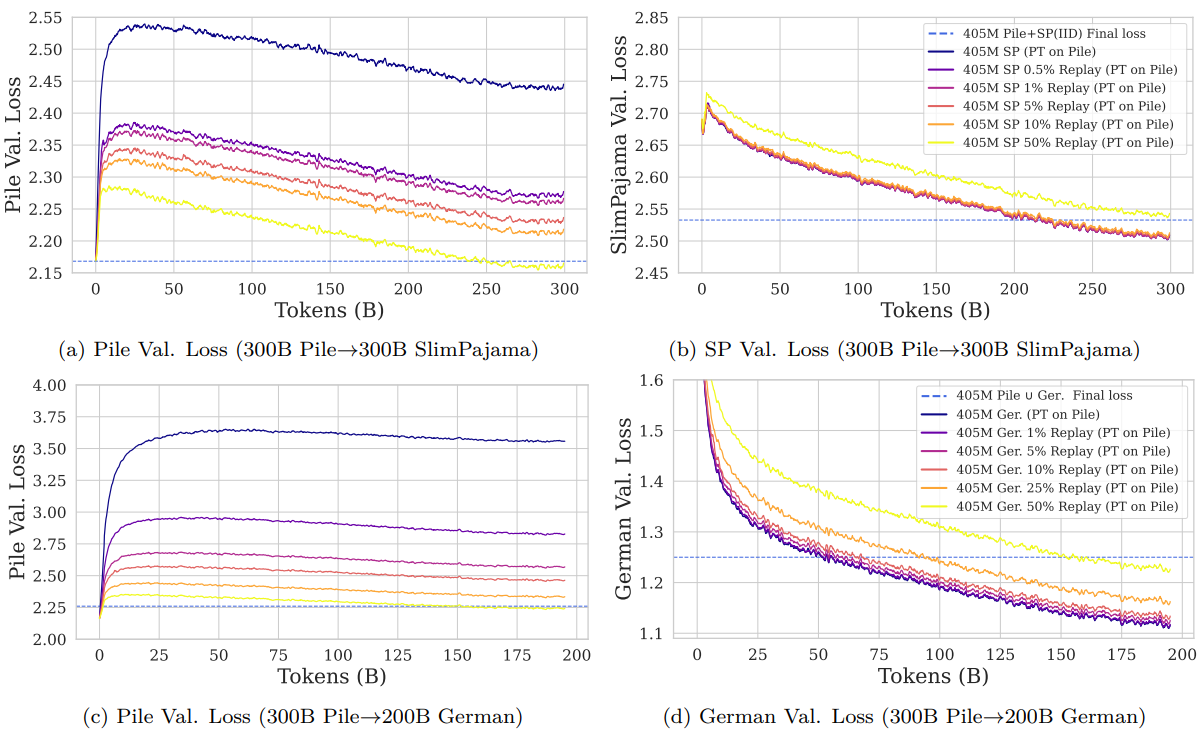 2.55
2.50
2.45
2.40
2.35
2.30
2.25
2.20
2.15
Pile Val. Loss
0 50 100 150 200 250 300
Tokens (B)
(a) Pile Val. Loss (300B Pile→300B SlimPajama)
2.85
2.80
2.75
2.70
2.65
2.60
2.55
2.50
2.45
SlimPajama Val. Loss
405M Pile+SP(IID) Final loss
405M SP (PT on Pile)
405M SP 0.5% Replay (PT on Pile)
405M SP 1% Replay (PT on Pile)
405M SP 5% Replay (PT on Pile)
405M SP 10% Replay (PT on Pile)
405M SP 50% Replay (PT on Pile)
0 50 100 150 200 250 300
Tokens (B)
(b) SP Val. Loss (300B Pile→300B SlimPajama)
4.00
3.75
3.50
3.25
3.00
2.75
2.50
2.25
2.00
Pile Val. Loss
0 25 50 75 100 125 150 175 200
Tokens (B)
(c) Pile Val. Loss (300B Pile→200B German)
1.6
1.5
1.4
1.3
1.2
1.1
German Val. Loss
405M Pile ∪ Ger. Final loss
405M Ger. (PT on Pile)
405M Ger. 1% Replay (PT on Pile)
405M Ger. 5% Replay (PT on Pile)
405M Ger. 10% Replay (PT on Pile)
405M Ger. 25% Replay (PT on Pile)
405M Ger. 50% Replay (PT on Pile)
0 25 50 75 100 125 150 175 200
Tokens (B)
(d) German Val. Loss (300B Pile→200B German)